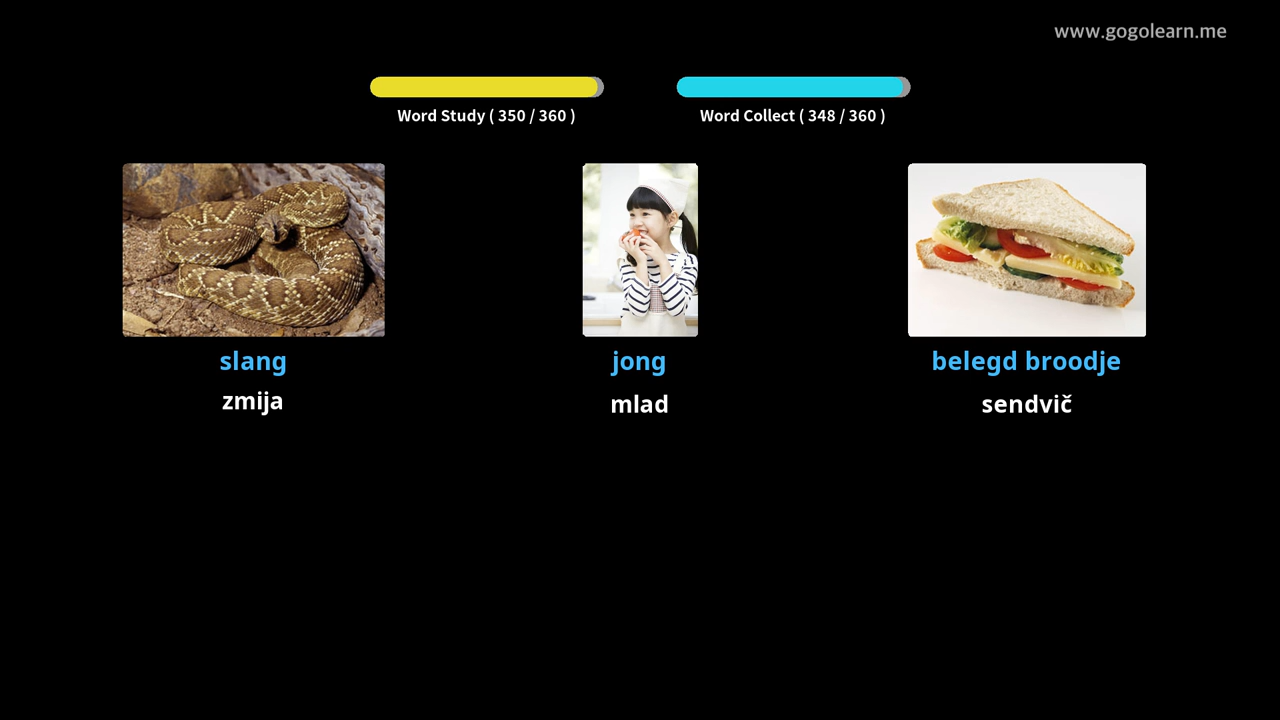 www.gogolearn.me
Word Study ( 350 / 360 )
Word Collect ( 348 / 360 )
slang
zmija
jong
mlad
belegd broodje
sendvič